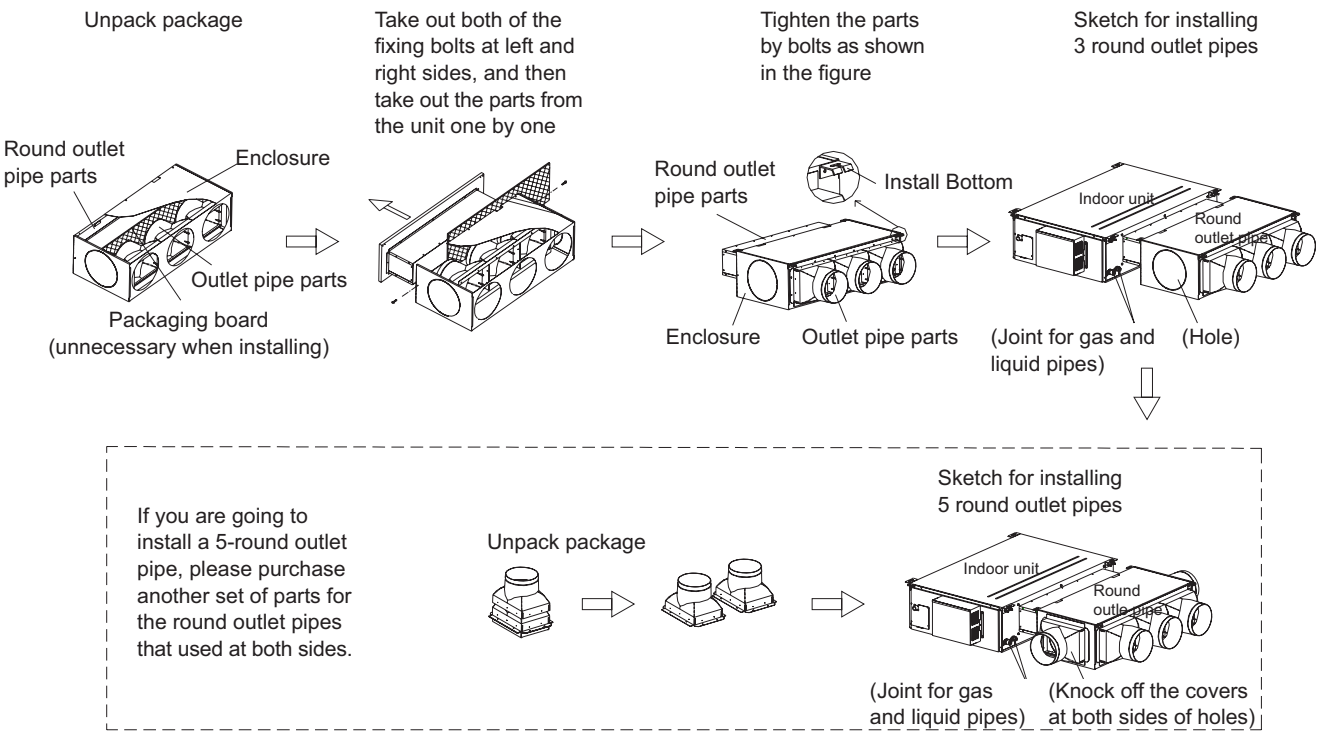 Unpack package
Take out both of the
fixing bolts at left and
right sides, and then
take out the parts from
the unit one by one
Tighten the parts
by bolts as shown
in the figure
Sketch for installing
3 round outlet pipes
Round outlet
pipe parts
Enclosure
Outlet pipe parts
Packaging board
(unnecessary when installing)
Round outlet
pipe parts
Install Bottom
Enclosure
Outlet pipe parts
Indoor unit
Round
outlet pipe
(Joint for gas and
liquid pipes)
(Hole)
If you are going to
install a 5-round outlet
pipe, please purchase
another set of parts for
the round outlet pipes
that used at both sides.
Unpack package
Sketch for installing
5 round outlet pipes
Indoor unit
Round
outle pipe
(Joint for gas
and liquid pipes)
(Knock off the covers
at both sides of holes)